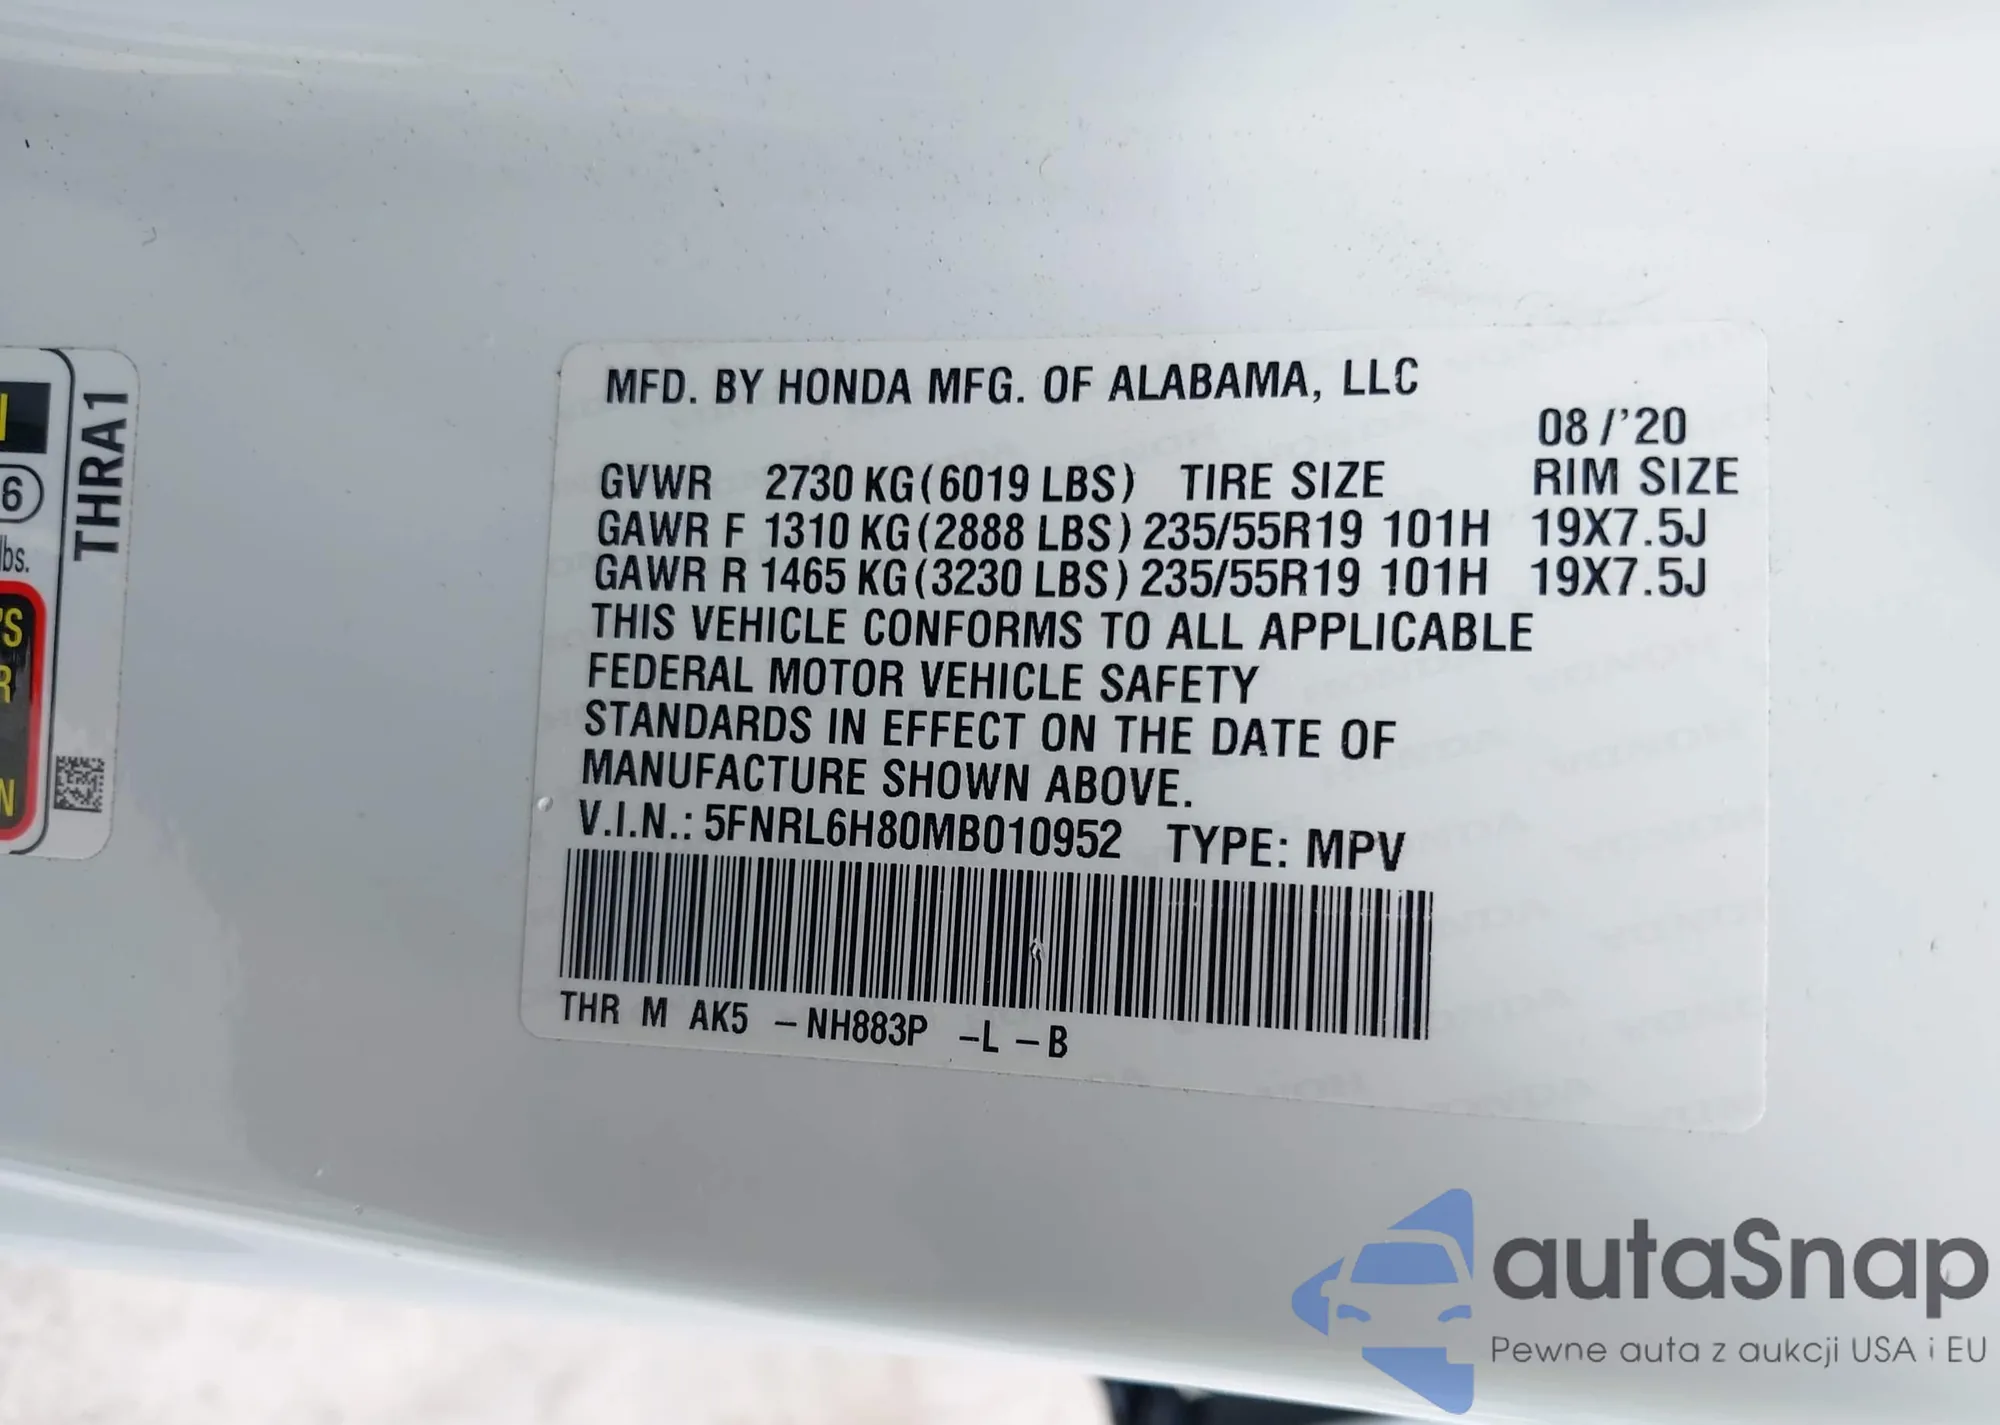 THRA1
6
lbs.
'S
R
N
MFD. BY HONDA MFG. OF ALABAMA, LLC
08 /'20
GVWR 2730 KG(6019 LBS) TIRE SIZE RIM SIZE
GAWR F 1310 KG(2888 LBS) 235/55R19 101H 19X7.5J
GAWR R 1465 KG(3230 LBS) 235/55R19 101H 19X7.5J
THIS VEHICLE CONFORMS TO ALL APPLICABLE
FEDERAL MOTOR VEHICLE SAFETY
STANDARDS IN EFFECT ON THE DATE OF
MANUFACTURE SHOWN ABOVE.
V.I.N.: 5FNRL6H80MB010952 TYPE: MPV
THR M AK5 -NH883P -L -B
autaSnap
Pewne auta z aukcji USA i EU